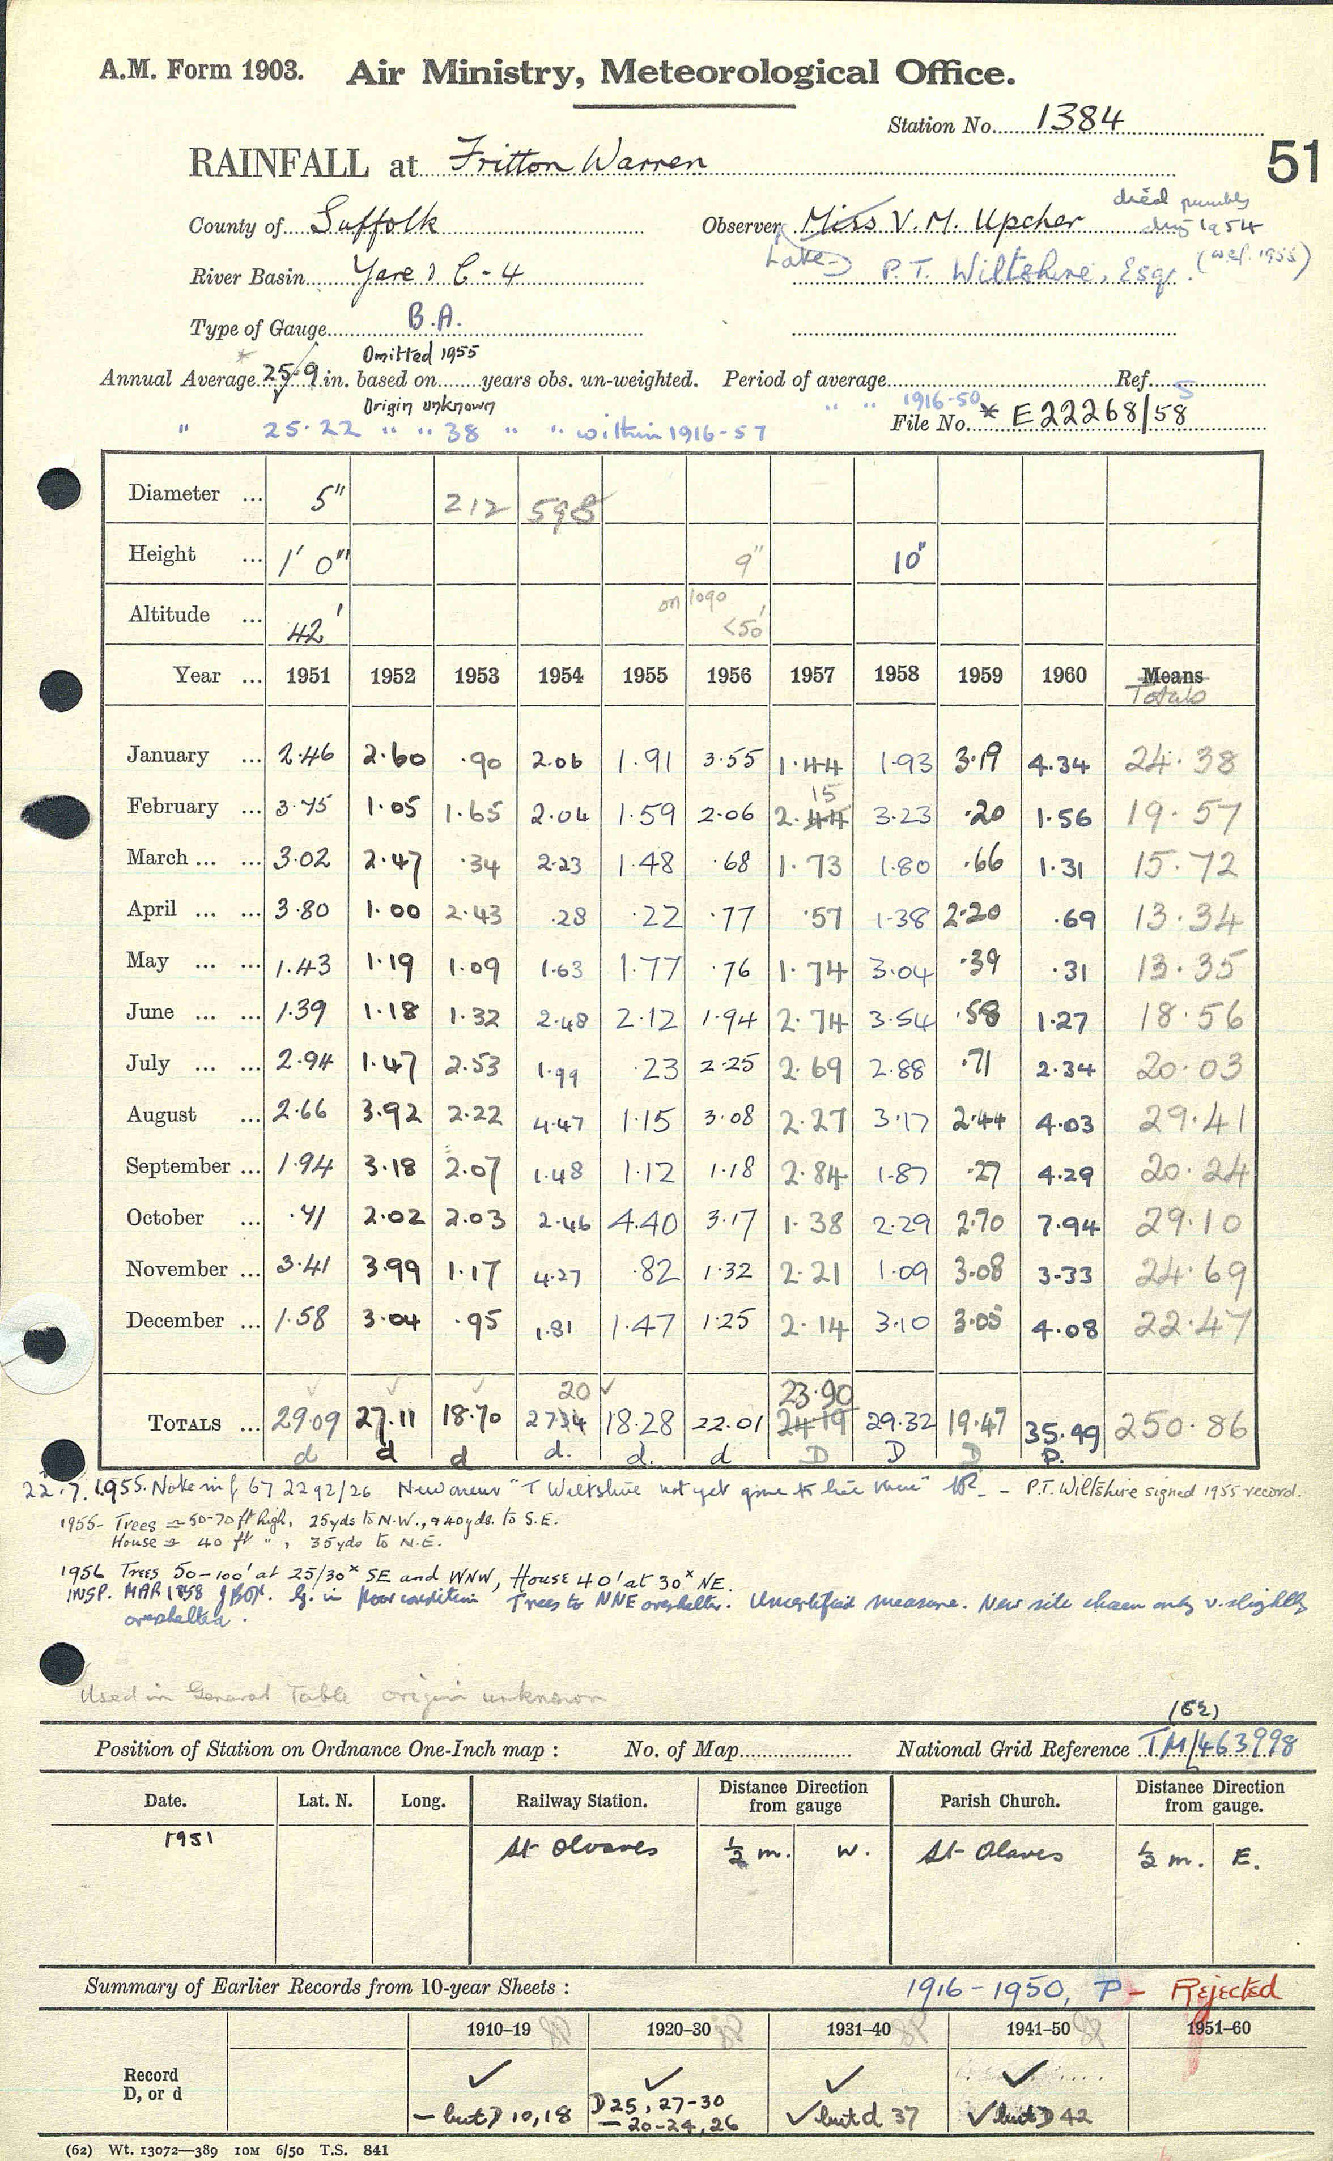 A.M. Form 1903. Air Ministry, Meteorological Office.
Station No. 1384
51
RAINFALL at Fritton Warren
County of Suffolk Observer Miss V. M. Upcher died 1954
River Basin Yare 1 C-4 Lake P. T. Wiltshire, Esq. (wef. 1955)
Type of Gauge B.A.
Omitted 1955
Annual Average * 25.9 in. based on years obs. un-weighted. Period of average Ref. 5
Origin unknown " " 1916-50
File No. * E22268/58
" 25.22 " " 38 " " within 1916-57
Diameter ... 5" 212 598
Height ... 1' 0" 9" 10"
on 1090
Altitude ... 42' <50'
Year ... 1951 1952 1953 1954 1955 1956 1957 1958 1959 1960 Means
Totals
January ... 2.46 2.60 .90 2.06 1.91 3.55 1.44 1.93 3.19 4.34 24.38
15
February ... 3.75 1.05 1.65 2.04 1.59 2.06 2.44 3.23 .20 1.56 19.57
March ... ... 3.02 2.47 .34 2.23 1.48 .68 1.73 1.80 .66 1.31 15.72
April ... ... 3.80 1.00 2.43 .28 .22 .77 .57 1.38 2.20 .69 13.34
May ... ... 1.43 1.19 1.09 1.63 1.77 .76 1.74 3.04 .39 .31 13.35
June ... ... 1.39 1.18 1.32 2.48 2.12 1.94 2.74 3.54 .58 1.27 18.56
July ... ... 2.94 1.47 2.53 1.99 .23 2.25 2.69 2.88 .71 2.34 20.03
August ... 2.66 3.92 2.22 4.47 1.15 3.08 2.27 3.17 2.44 4.03 29.41
September ... 1.94 3.18 2.07 1.48 1.12 1.18 2.84 1.87 .27 4.29 20.24
October ... .71 2.02 2.03 2.46 4.40 3.17 1.38 2.29 2.70 7.94 29.10
November ... 3.41 3.99 1.17 4.27 .82 1.32 2.21 1.09 3.08 3.33 24.69
December ... 1.58 3.04 .95 1.81 1.47 1.25 2.14 3.10 3.05 4.08 22.47
20 23.90
TOTALS ... 29.09 27.11 18.70 27.34 18.28 22.01 24.19 29.32 19.47 35.49 250.86
d d d d. d. d D D D P.
22.7.1955. Note in 672292/26 "T Wiltshire not yet gone to live there" - P.T. Wiltshire signed 1955 record.
1955- Trees = 50-70 ft high, 25yds to N.W., & 40yds. to S.E.
House = 40 ft ", 35yds to N.E.
1956 Trees 50-100' at 25/30x SE and WNW, House 40' at 30x NE.
INSP. MAR 1958 G. in poor condition Trees to NNE overshelter. Uncertified measure. New site chosen only v. slightly
oversheltered.
Used in General Table origin unknown
(62)
Position of Station on Ordnance One-Inch map : No. of Map National Grid Reference TM/463998
Date. Lat. N. Long. Railway Station. Distance from gauge Direction Parish Church. Distance Direction from gauge.
1951 St Olaves ½ m. W. St Olaves ½ m. E.
Summary of Earlier Records from 10-year Sheets : 1916-1950, P - Rejected
1910-19 1920-30 1931-40 1941-50 1951-60
Record
D, or d
✓ ✓ ✓ ✓
- but D 10, 18 D 25, 27-30 ✓ but d 37 ✓ but D 42
- 20-24, 26
(62) Wt. 13072—389 10M 6/50 T.S. 841